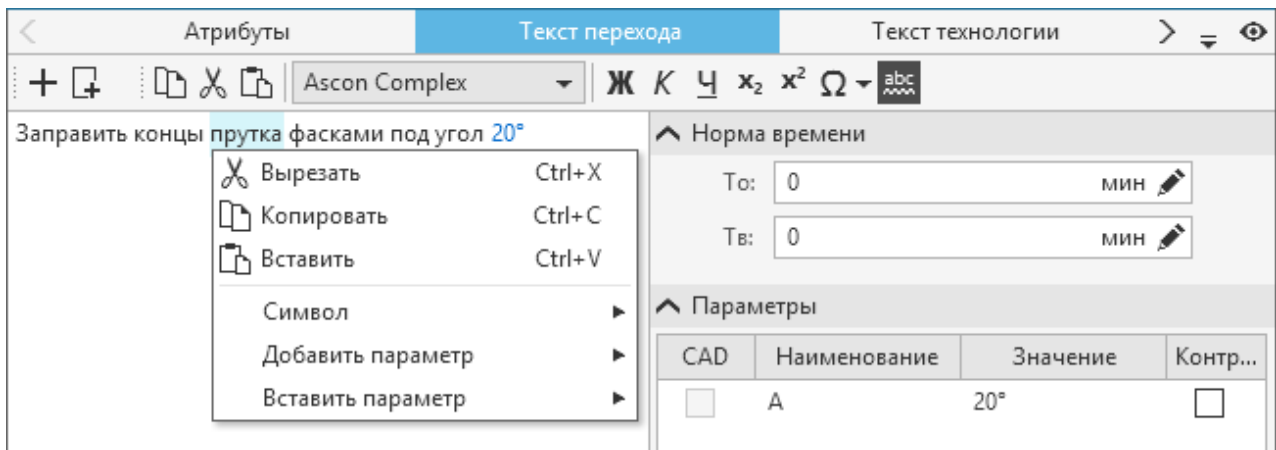 Атрибуты Текст перехода Текст технологии
Ascon Complex Ж К Ч x₂ x² Ω abc
Заправить концы прутка фасками под угол 20°
Вырезать Ctrl+X
Копировать Ctrl+C
Вставить Ctrl+V
Символ
Добавить параметр
Вставить параметр
Норма времени
То: 0 мин
Тв: 0 мин
Параметры
CAD Наименование Значение Контр...
А 20°